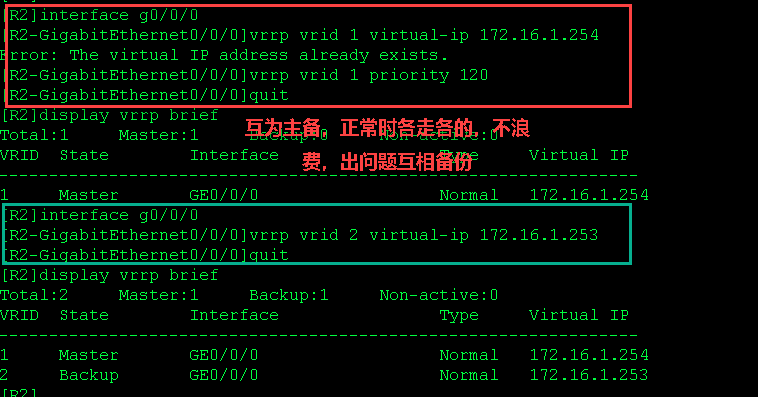 [R2]interface g0/0/0
[R2-GigabitEthernet0/0/0]vrrp vrid 1 virtual-ip 172.16.1.254
Error: The virtual IP address already exists.
[R2-GigabitEthernet0/0/0]vrrp vrid 1 priority 120
[R2-GigabitEthernet0/0/0]quit
[R2]display vrrp brief
Total:1 Master:1 Backup:0 Non-active:0
互为主备，正常时各走各的，不浪
费，出问题互相备份
VRID State Interface Type Virtual IP
----------------------------------------------------------------
1 Master GE0/0/0 Normal 172.16.1.254
[R2]interface g0/0/0
[R2-GigabitEthernet0/0/0]vrrp vrid 2 virtual-ip 172.16.1.253
[R2-GigabitEthernet0/0/0]quit
[R2]display vrrp brief
Total:2 Master:1 Backup:1 Non-active:0
VRID State Interface Type Virtual IP
----------------------------------------------------------------
1 Master GE0/0/0 Normal 172.16.1.254
2 Backup GE0/0/0 Normal 172.16.1.253
[R2]